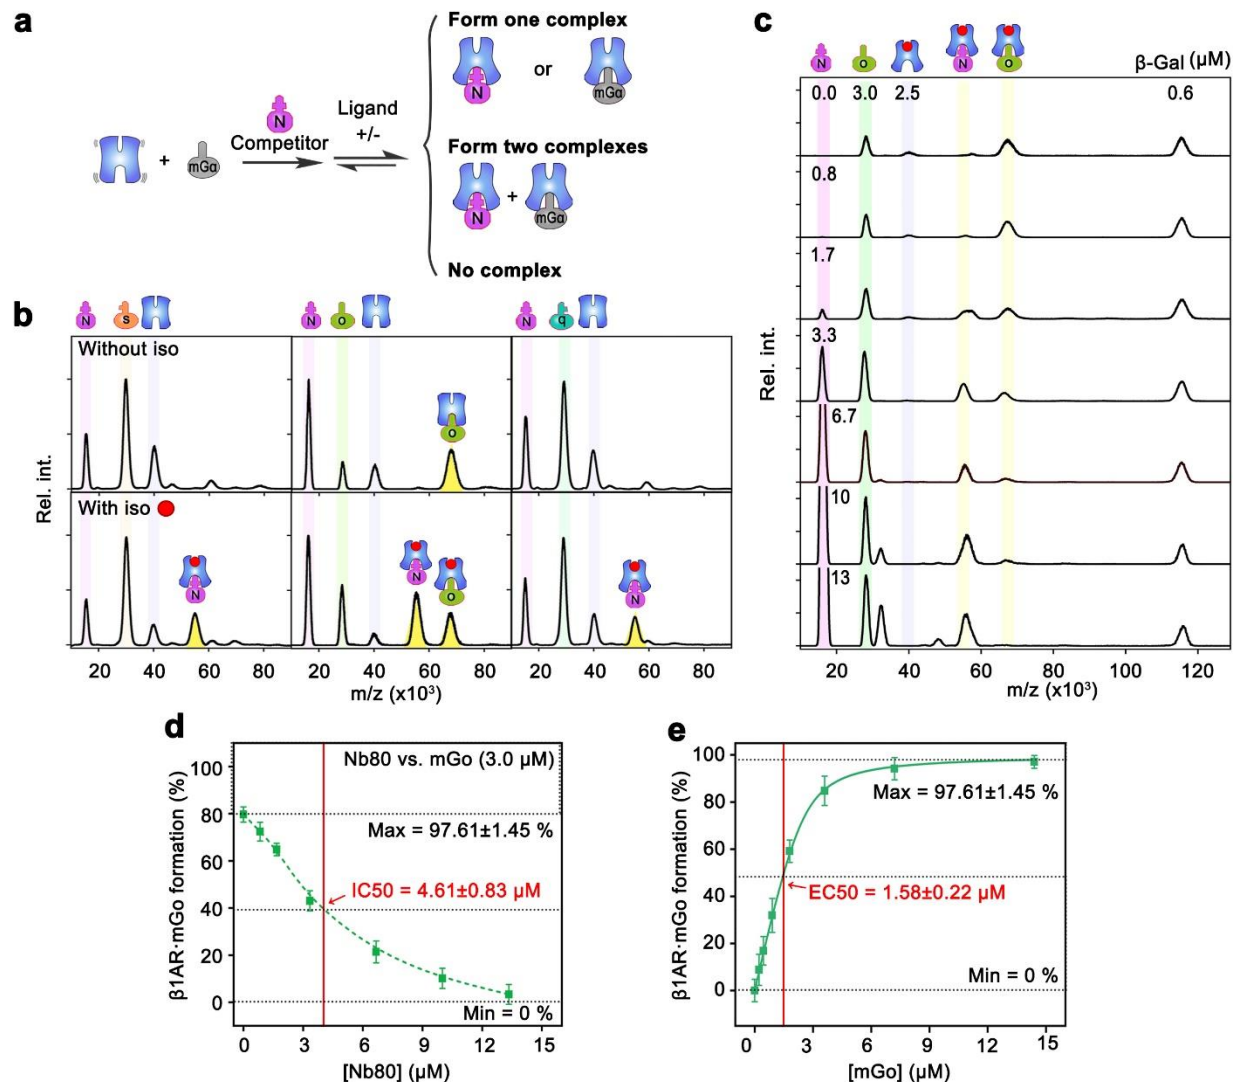 a
Form one complex
N
or
mGα
N
Competitor
Ligand
+/-
+
mGα
Form two complexes
N
+
mGα
No complex
b
N
s
N
o
N
q
Without iso
o
With iso
N
N
o
N
Rel. int.
20
40
60
80
20
40
60
80
20
40
60
80
m/z (x10³)
c
N
o
N
o
β-Gal (μM)
0.0
3.0
2.5
0.6
0.8
1.7
3.3
6.7
10
13
Rel. int.
20
40
60
80
100
120
m/z (x10³)
d
Nb80 vs. mGo (3.0 μM)
Max = 97.61±1.45 %
IC50 = 4.61±0.83 μM
Min = 0 %
β1AR·mGo formation (%)
100
80
60
40
20
0
0
3
6
9
12
15
[Nb80] (μM)
e
Max = 97.61±1.45 %
EC50 = 1.58±0.22 μM
Min = 0 %
β1AR·mGo formation (%)
100
80
60
40
20
0
0
3
6
9
12
15
[mGo] (μM)